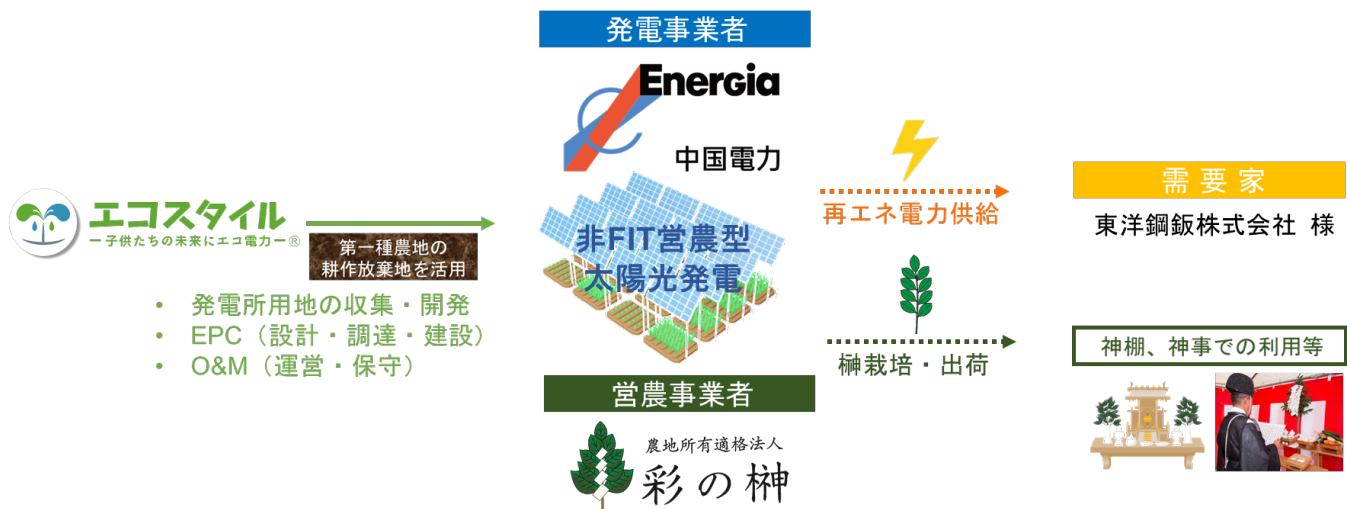 発電事業者
Energia
中国電力
エコスタイル
ー子供たちの未来にエコ電力ー®
第一種農地の
耕作放棄地を活用
• 発電所用地の収集・開発
• EPC（設計・調達・建設）
• O&M（運営・保守）
非FIT営農型
太陽光発電
営農事業者
農地所有適格法人
彩の榊
再エネ電力供給
榊栽培・出荷
需要家
東洋鋼鈑株式会社 様
神棚、神事での利用等